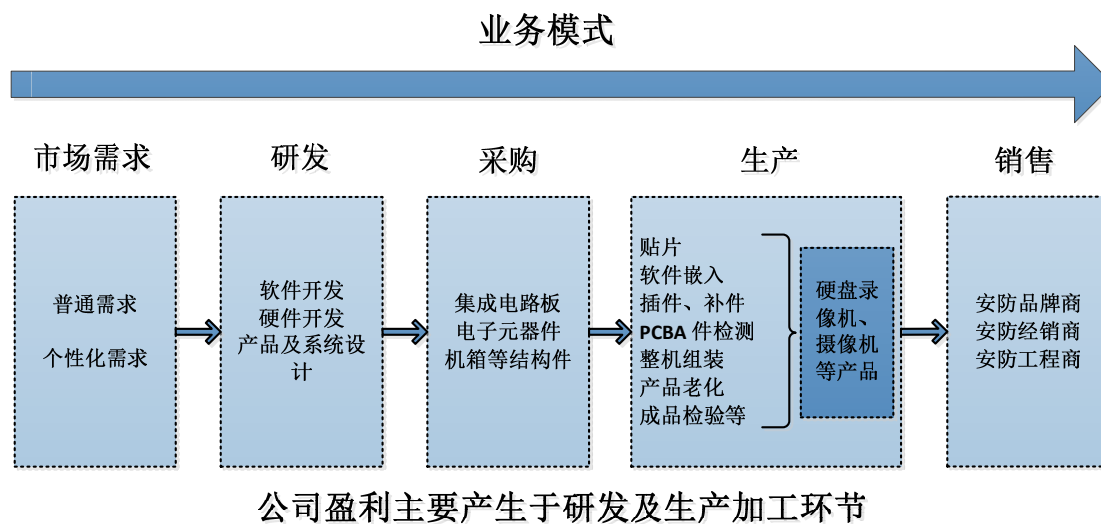 业务模式
市场需求
研发
采购
生产
销售
普通需求
个性化需求
软件开发
硬件开发
产品及系统设
计
集成电路板
电子元器件
机箱等结构件
贴片
软件嵌入
插件、补件
PCBA 件检测
整机组装
产品老化
成品检验等
硬盘录
像机、
摄像机
等产品
安防品牌商
安防经销商
安防工程商
公司盈利主要产生于研发及生产加工环节